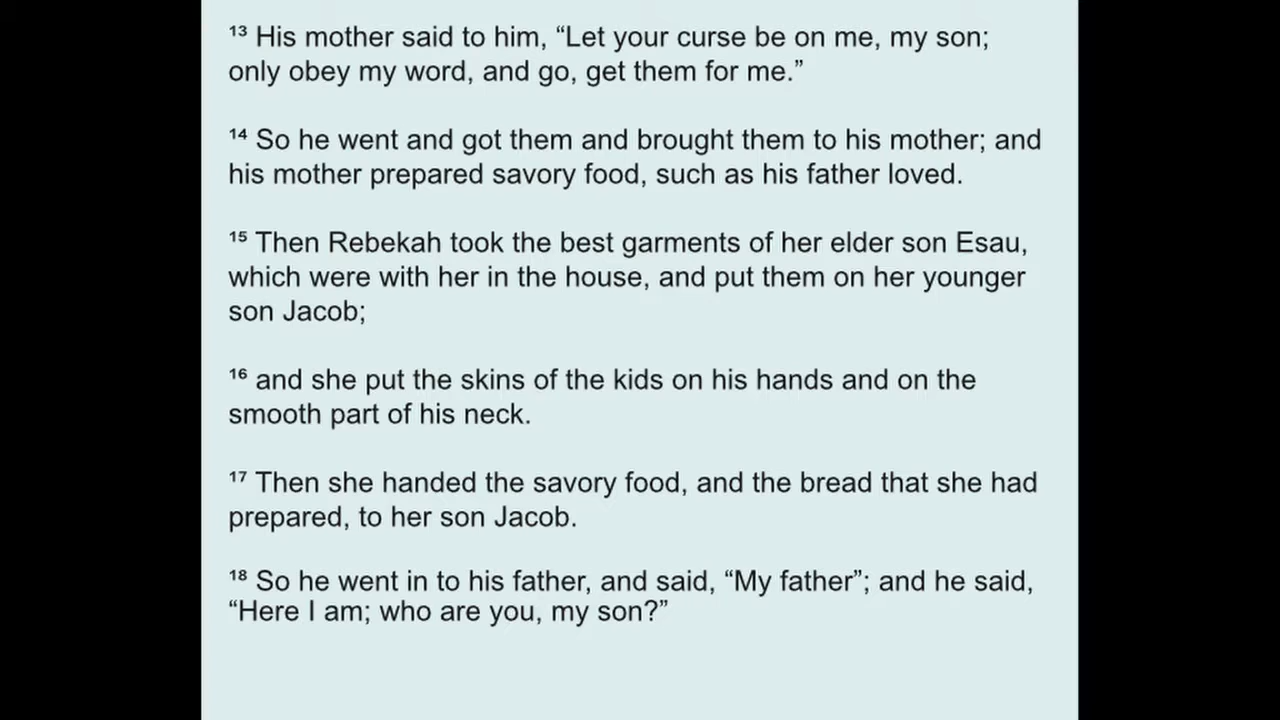 ¹³ His mother said to him, “Let your curse be on me, my son;
only obey my word, and go, get them for me.”
¹⁴ So he went and got them and brought them to his mother; and
his mother prepared savory food, such as his father loved.
¹⁵ Then Rebekah took the best garments of her elder son Esau,
which were with her in the house, and put them on her younger
son Jacob;
¹⁶ and she put the skins of the kids on his hands and on the
smooth part of his neck.
¹⁷ Then she handed the savory food, and the bread that she had
prepared, to her son Jacob.
¹⁸ So he went in to his father, and said, “My father”; and he said,
“Here I am; who are you, my son?”